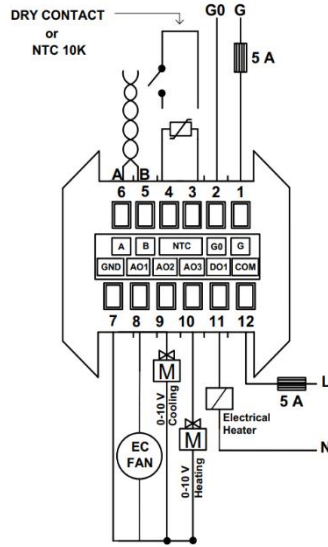 DRY CONTACT
or
NTC 10K
G0 G
5 A
A B
6 5 4 3 2 1
A B NTC G0 G
GND AO1 AO2 AO3 DO1 COM
7 8 9 10 11 12
M
0-10 V
Cooling
5 A
L
Electrical
Heater
EC
FAN
M
0-10 V
Heating
N